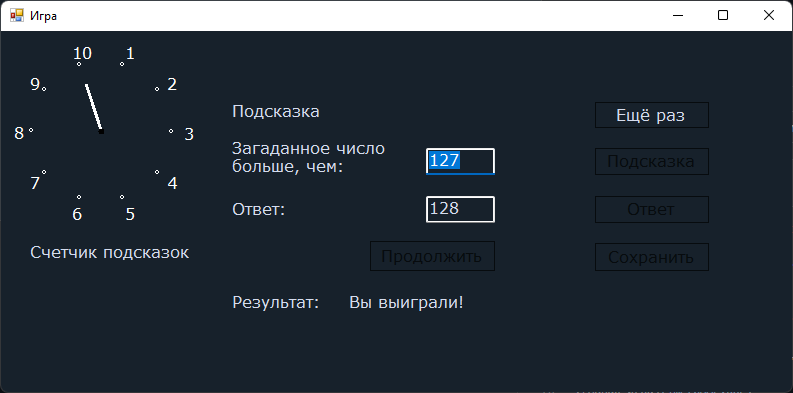 Игра
10
1
9
2
8
3
7
4
6
5
Счетчик подсказок
Подсказка
Загаданное число
больше, чем:
127
Ответ:
128
Продолжить
Результат: Вы выиграли!
Ещё раз
Подсказка
Ответ
Сохранить